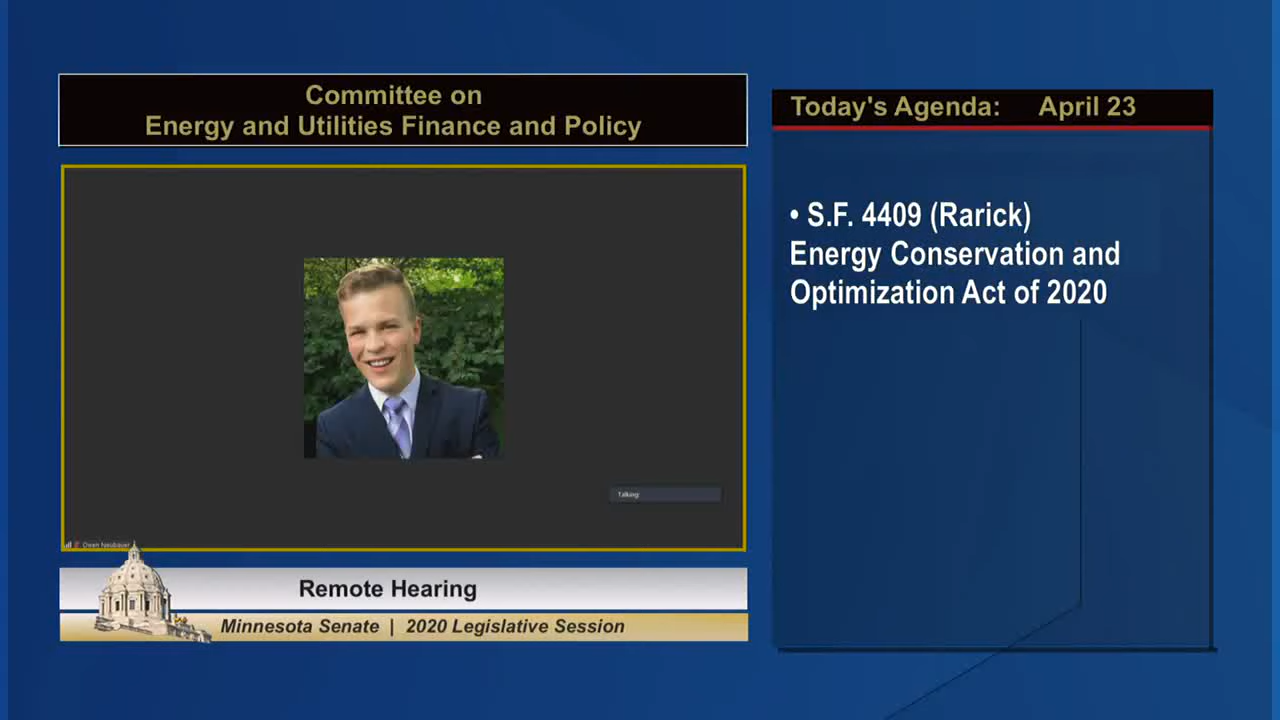 Committee on
Energy and Utilities Finance and Policy
Today's Agenda: April 23
• S.F. 4409 (Rarick)
Energy Conservation and
Optimization Act of 2020
Talking:
Owen Neubauer
Remote Hearing
Minnesota Senate | 2020 Legislative Session